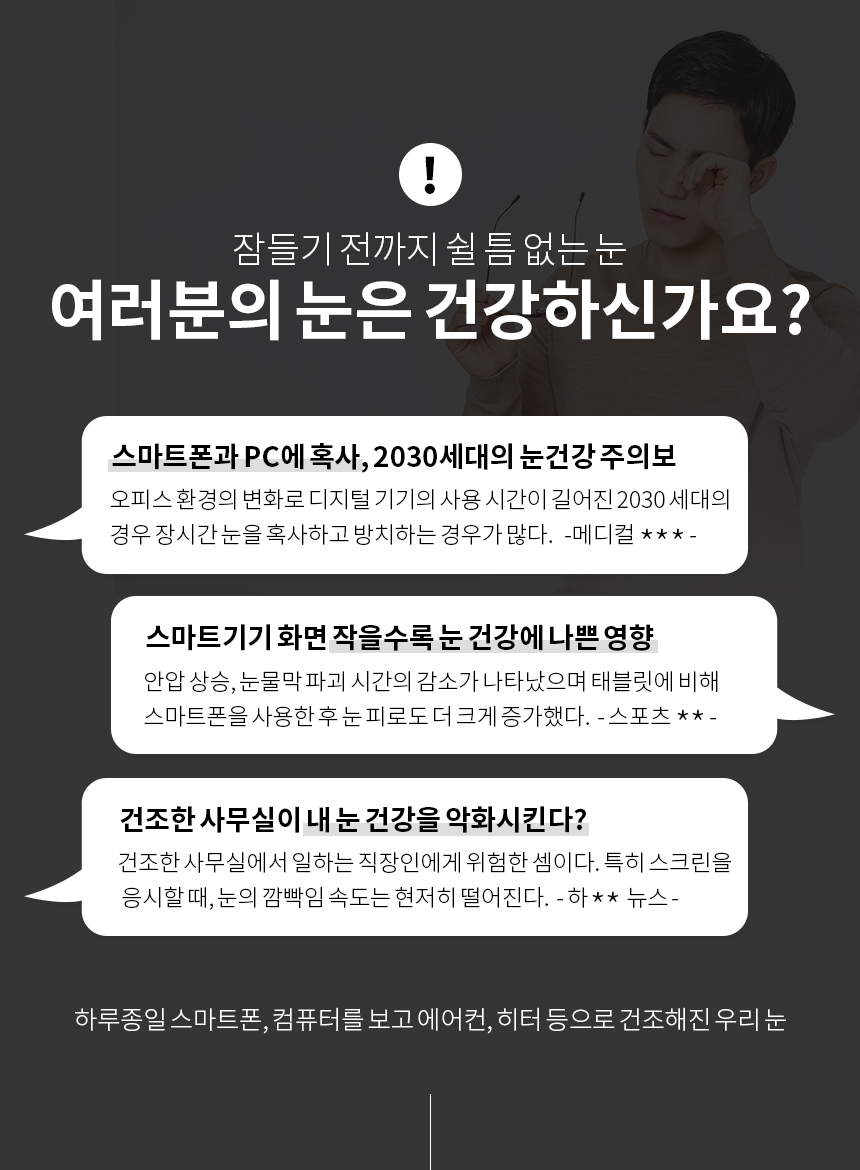 !
잠들기 전까지 쉴 틈 없는 눈
여러분의 눈은 건강하신가요?
스마트폰과 PC에 혹사, 2030세대의 눈건강 주의보
오피스 환경의 변화로 디지털 기기의 사용 시간이 길어진 2030 세대의
경우 장시간 눈을 혹사하고 방치하는 경우가 많다. -메디컬 *** -
스마트기기 화면 작을수록 눈 건강에 나쁜 영향
안압 상승, 눈물막 파괴 시간의 감소가 나타났으며 태블릿에 비해
스마트폰을 사용한 후 눈 피로도 더 크게 증가했다. - 스포츠 ** -
건조한 사무실이 내 눈 건강을 악화시킨다?
건조한 사무실에서 일하는 직장인에게 위험한 셈이다. 특히 스크린을
응시할 때, 눈의 깜빡임 속도는 현저히 떨어진다. - 하** 뉴스 -
하루종일 스마트폰, 컴퓨터를 보고 에어컨, 히터 등으로 건조해진 우리 눈